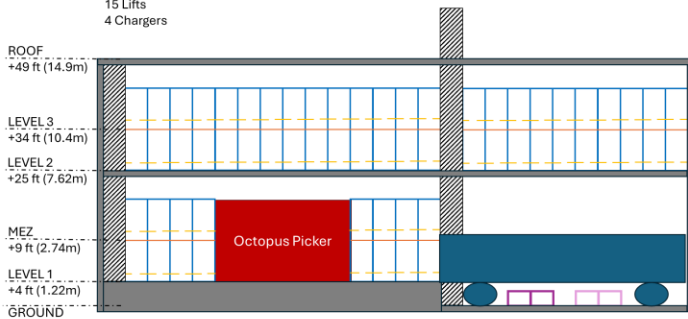 15 Lifts
4 Chargers
ROOF
+49 ft (14.9m)
LEVEL 3
+34 ft (10.4m)
LEVEL 2
+25 ft (7.62m)
Octopus Picker
MEZ
+9 ft (2.74m)
LEVEL 1
+4 ft (1.22m)
GROUND